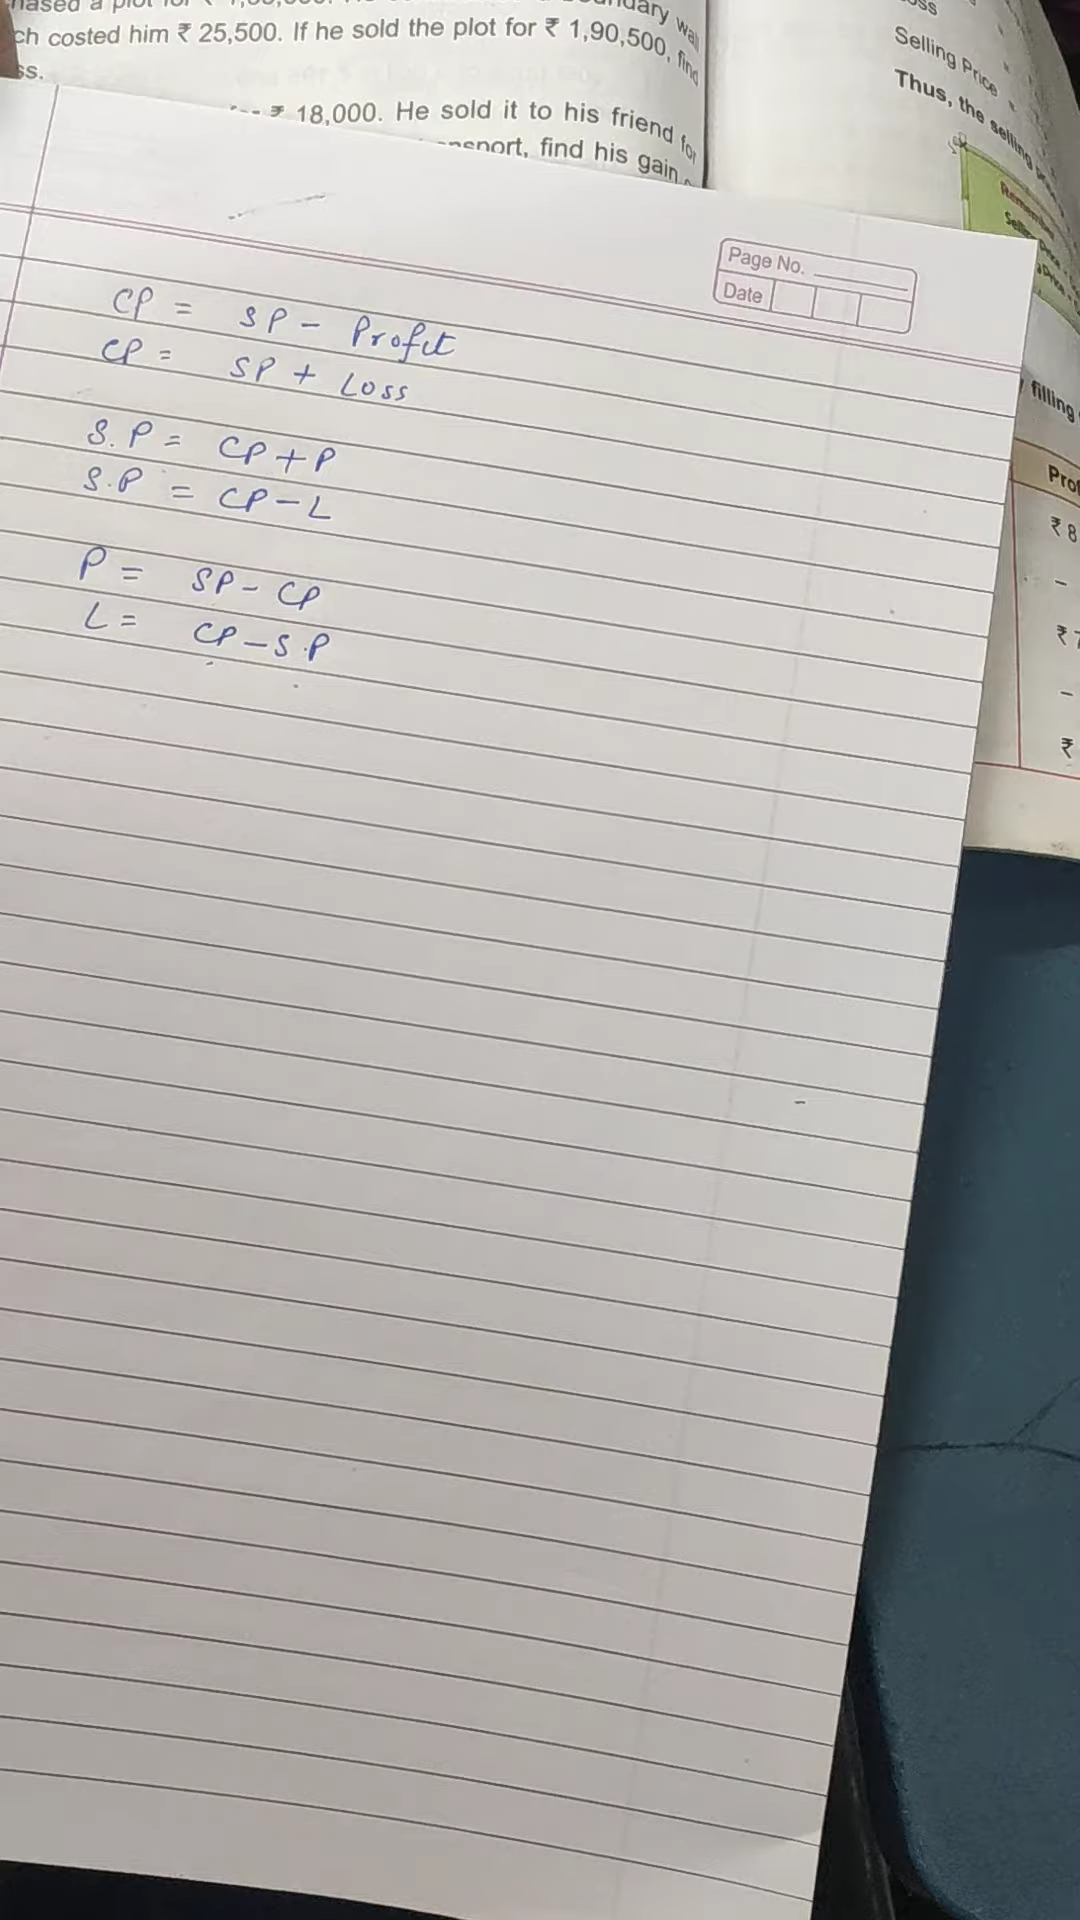 ch costed him ₹ 25,500. If he sold the plot for ₹ 1,90,500, find
ss.
₹ 18,000. He sold it to his friend for
find his gain
Selling Price
Thus, the selling
Page No.
Date
CP = SP - Profit
CP = SP + Loss
S.P = CP + P
S.P = CP - L
P = SP - CP
L = CP - S.P
filling
₹ 8
₹ 7
₹